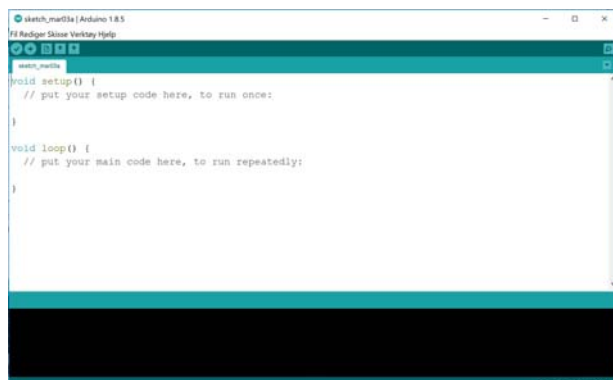 sketch_mar03a | Arduino 1.8.5
Fil Rediger Skisse Verktøy Hjelp
sketch_mar03a
void setup() {
// put your setup code here, to run once:
}
void loop() {
// put your main code here, to run repeatedly:
}